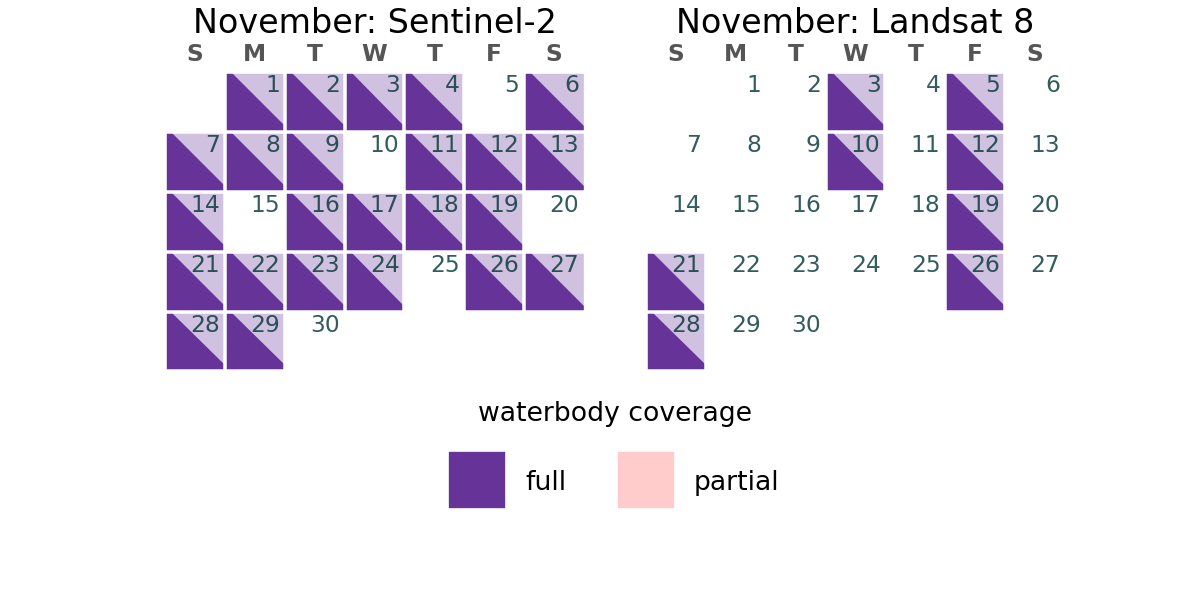 November: Sentinel-2
S M T W T F S
1 2 3 4 5 6
7 8 9 10 11 12 13
14 15 16 17 18 19 20
21 22 23 24 25 26 27
28 29 30
November: Landsat 8
S M T W T F S
1 2 3 4 5 6
7 8 9 10 11 12 13
14 15 16 17 18 19 20
21 22 23 24 25 26 27
28 29 30
waterbody coverage
full
partial